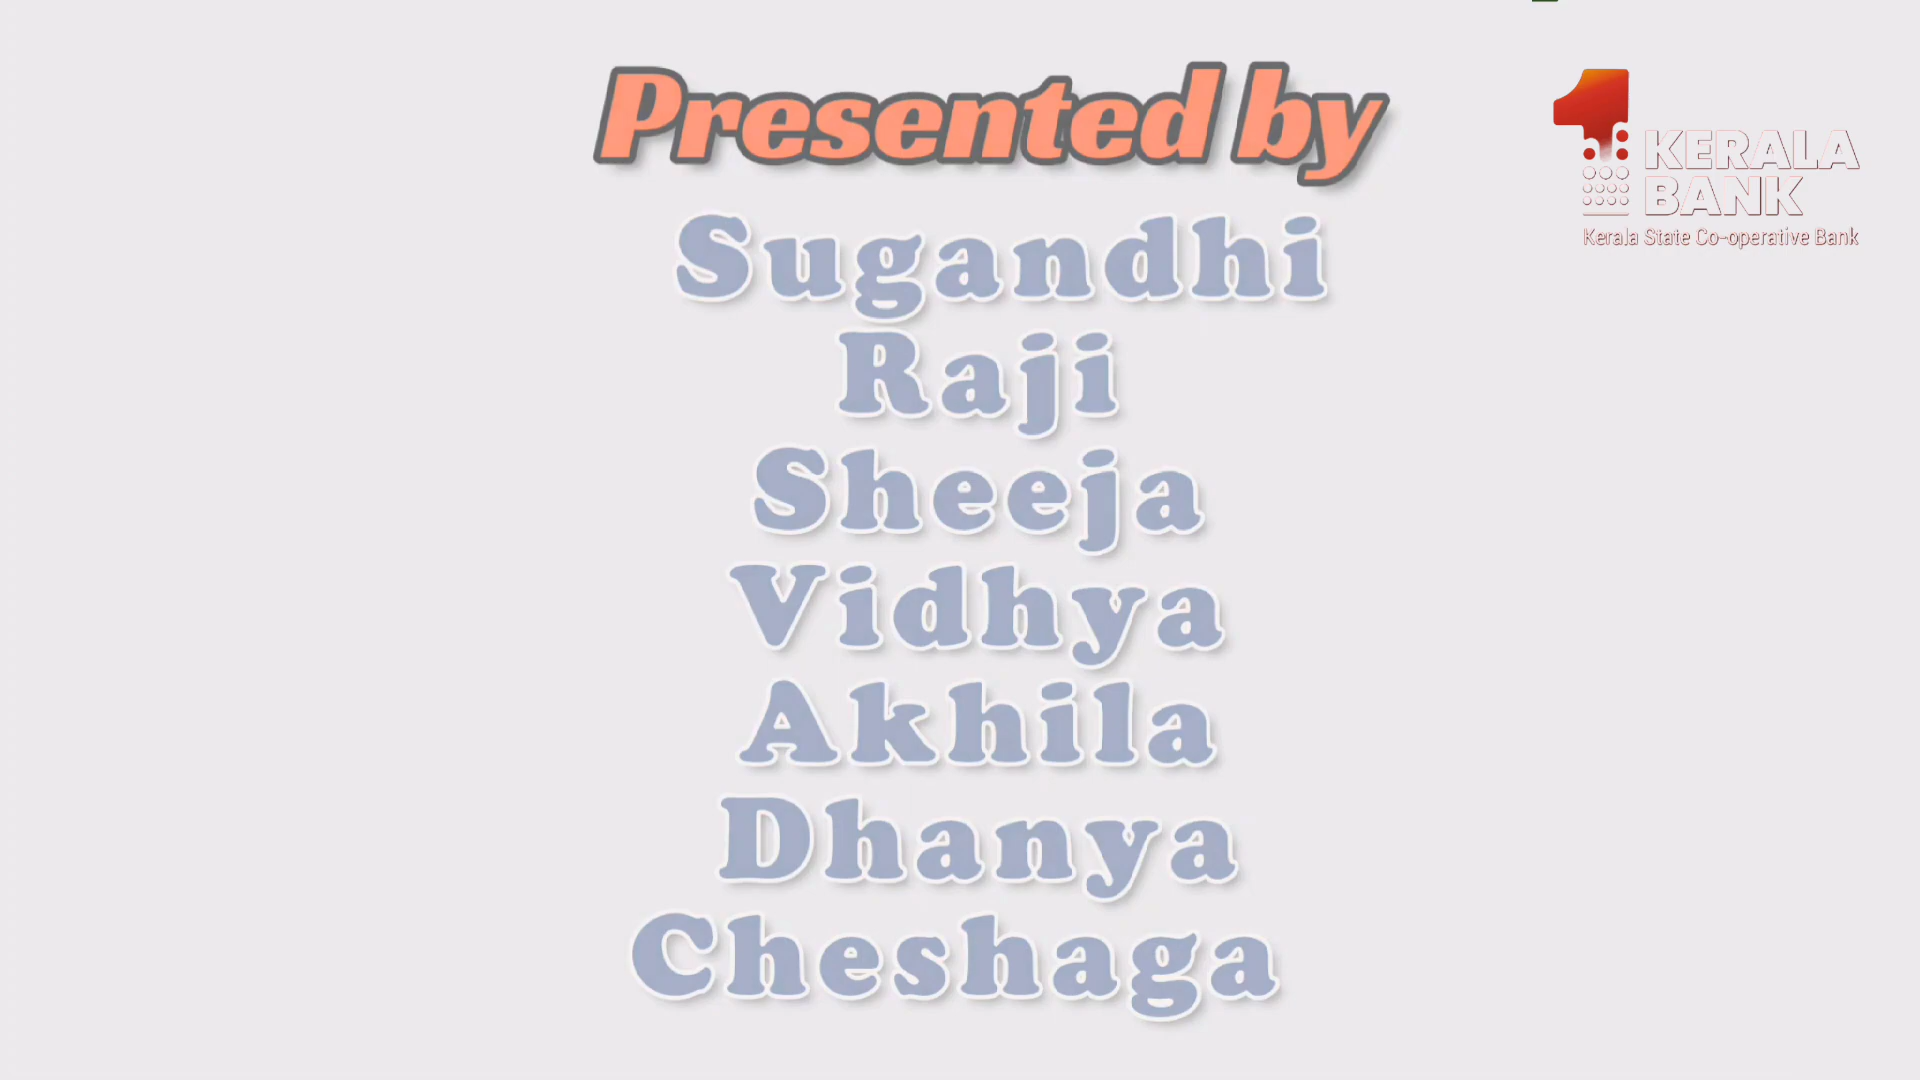 Presented by
Sugandhi
Raji
Sheeja
Vidhya
Akhila
Dhanya
Cheshaga
KERALA
BANK
Kerala State Co-operative Bank